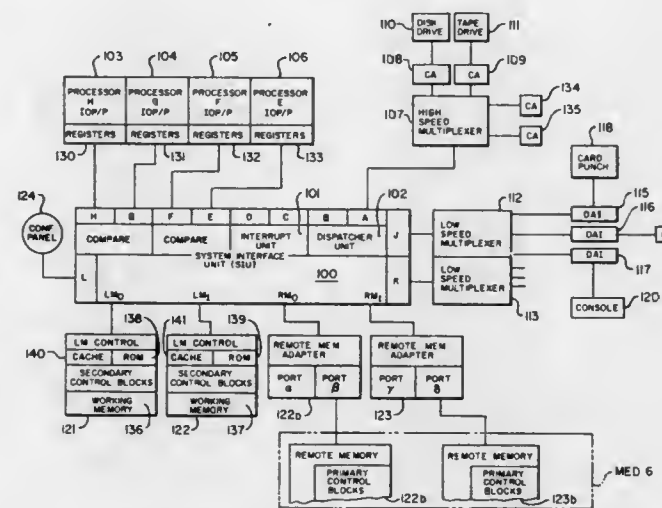 103 104 105 106
PROCESSOR H IOP/P
PROCESSOR G IOP/P
PROCESSOR F IOP/P
PROCESSOR E IOP/P
REGISTERS REGISTERS REGISTERS REGISTERS
130 131 132 133
110 DISK DRIVE
TAPE DRIVE 111
108 CA CA 109
107 HIGH SPEED MULTIPLEXER
CA 134
CA 135
118
CARD PUNCH
124
CONF PANEL
101 102
H G F E D C B A
COMPARE COMPARE INTERRUPT UNIT DISPATCHER UNIT J
SYSTEM INTERFACE UNIT (SIU)
100
L R
LM0 LM1 RM0 RM1
112
LOW SPEED MULTIPLEXER
LOW SPEED MULTIPLEXER
113
DAI 115
DAI 116
DAI 117
CONSOLE 120
138 141 139
140
LM CONTROL
CACHE ROM
SECONDARY CONTROL BLOCKS
WORKING MEMORY
121 136
LM CONTROL
CACHE ROM
SECONDARY CONTROL BLOCKS
WORKING MEMORY
122 137
REMOTE MEM ADAPTER
PORT α PORT β
122a
REMOTE MEM ADAPTER
PORT γ PORT δ
123
REMOTE MEMORY
PRIMARY CONTROL BLOCKS
122b
REMOTE MEMORY
PRIMARY CONTROL BLOCKS
123b
MED 6